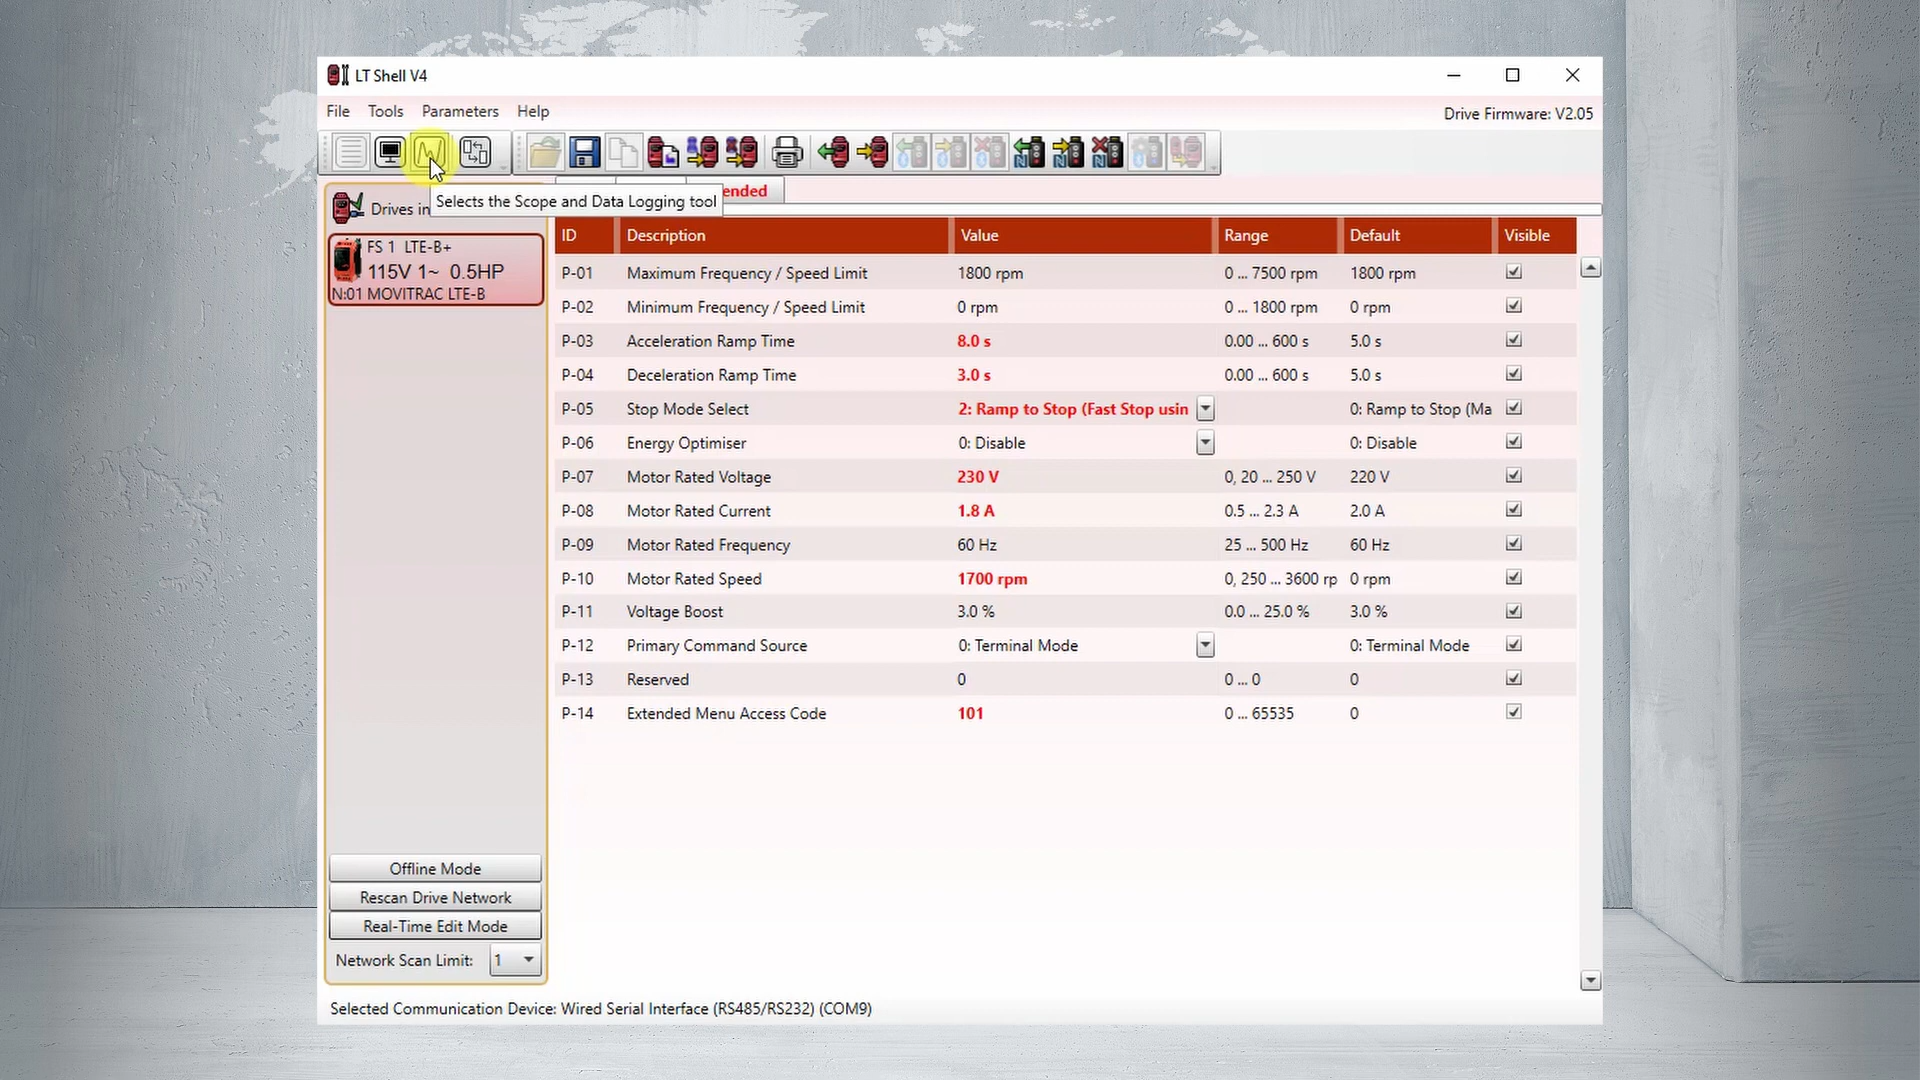 LT Shell V4
File Tools Parameters Help
Drive Firmware: V2.05
Selects the Scope and Data Logging tool
ended
Drives in
FS 1 LTE-B+
115V 1~ 0.5HP
N:01 MOVITRAC LTE-B
ID Description Value Range Default Visible
P-01 Maximum Frequency / Speed Limit 1800 rpm 0 ... 7500 rpm 1800 rpm
P-02 Minimum Frequency / Speed Limit 0 rpm 0 ... 1800 rpm 0 rpm
P-03 Acceleration Ramp Time 8.0 s 0.00 ... 600 s 5.0 s
P-04 Deceleration Ramp Time 3.0 s 0.00 ... 600 s 5.0 s
P-05 Stop Mode Select 2: Ramp to Stop (Fast Stop usin 0: Ramp to Stop (Ma
P-06 Energy Optimiser 0: Disable 0: Disable
P-07 Motor Rated Voltage 230 V 0, 20 ... 250 V 220 V
P-08 Motor Rated Current 1.8 A 0.5 ... 2.3 A 2.0 A
P-09 Motor Rated Frequency 60 Hz 25 ... 500 Hz 60 Hz
P-10 Motor Rated Speed 1700 rpm 0, 250 ... 3600 rp 0 rpm
P-11 Voltage Boost 3.0 % 0.0 ... 25.0 % 3.0 %
P-12 Primary Command Source 0: Terminal Mode 0: Terminal Mode
P-13 Reserved 0 0 ... 0 0
P-14 Extended Menu Access Code 101 0 ... 65535 0
Offline Mode
Rescan Drive Network
Real-Time Edit Mode
Network Scan Limit: 1
Selected Communication Device: Wired Serial Interface (RS485/RS232) (COM9)